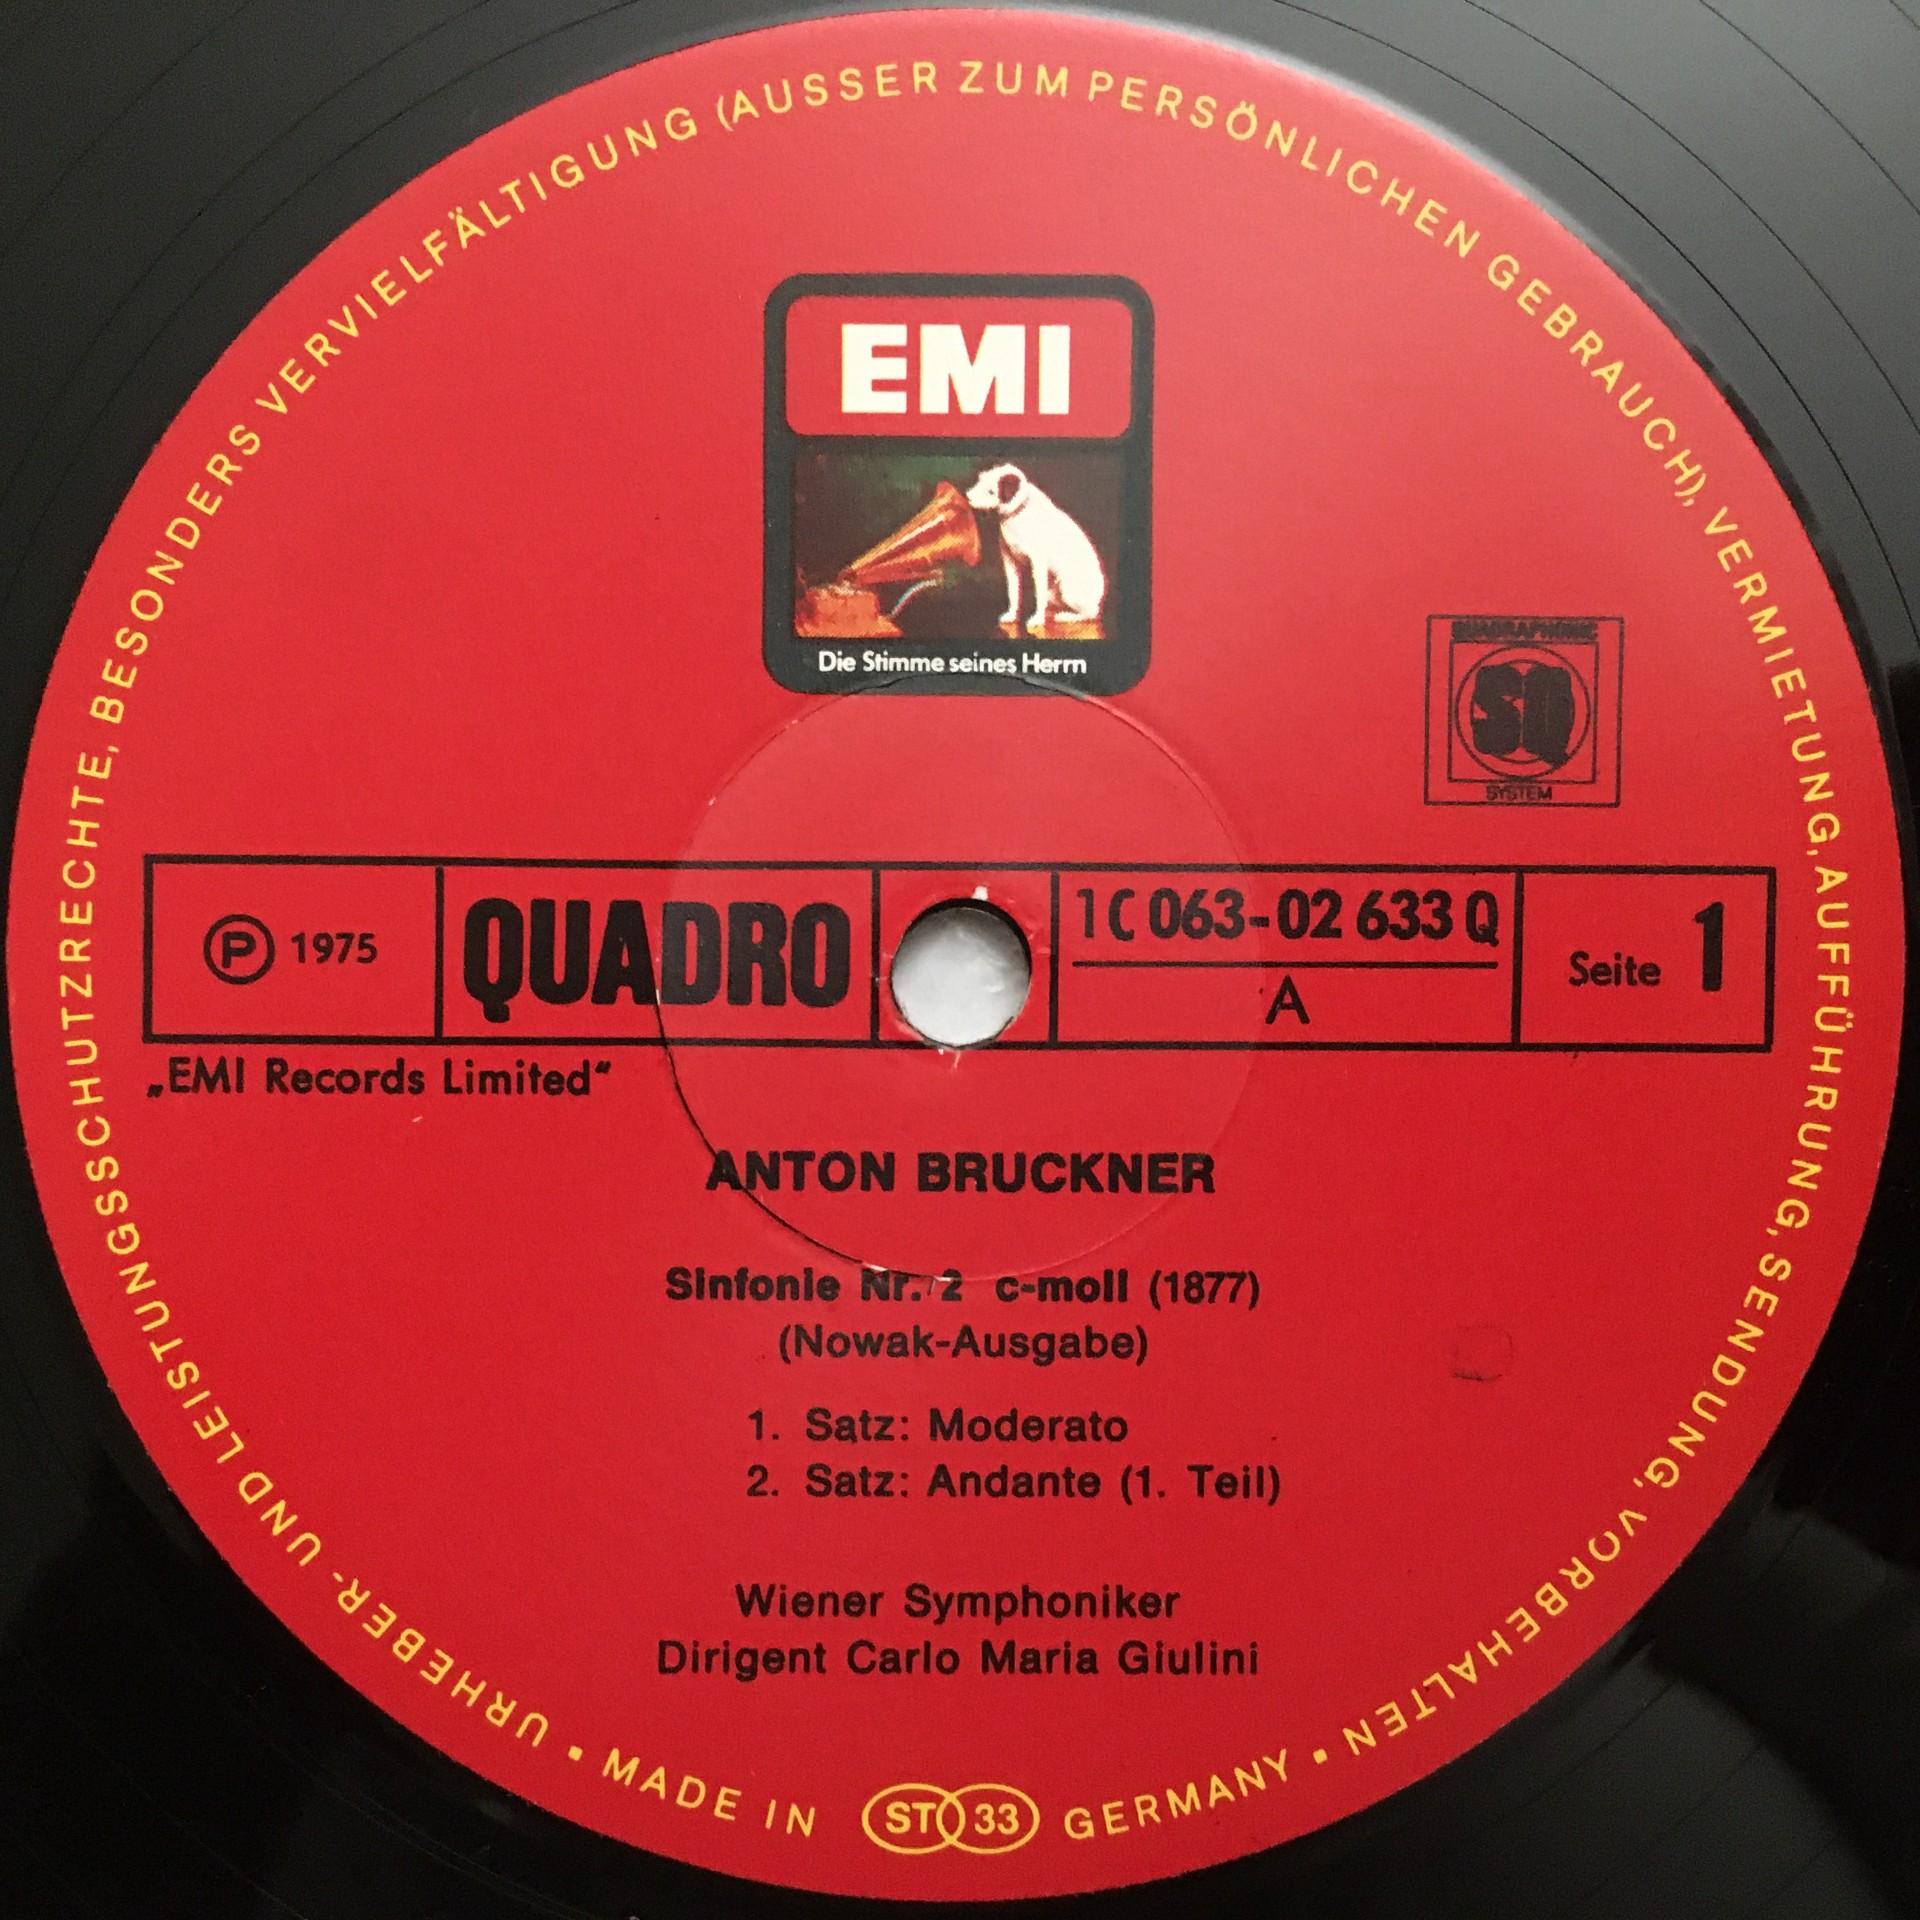 URHEBER- UND LEISTUNGSSCHUTZRECHTE, BESONDERS VERVIELFÄLTIGUNG (AUSSER ZUM PERSÖNLICHEN GEBRAUCH), VERMIETUNG, AUFFÜHRUNG, SENDUNG, VORBEHALTEN
EMI
Die Stimme seines Herrn
QUADRAPHONIC
SQ
SYSTEM
Ⓟ 1975
QUADRO
1C 063-02 633 Q
A
Seite 1
„EMI Records Limited“
ANTON BRUCKNER
Sinfonie Nr. 2 c-moll (1877)
(Nowak-Ausgabe)
1. Satz: Moderato
2. Satz: Andante (1. Teil)
Wiener Symphoniker
Dirigent Carlo Maria Giulini
• MADE IN ST 33 GERMANY •